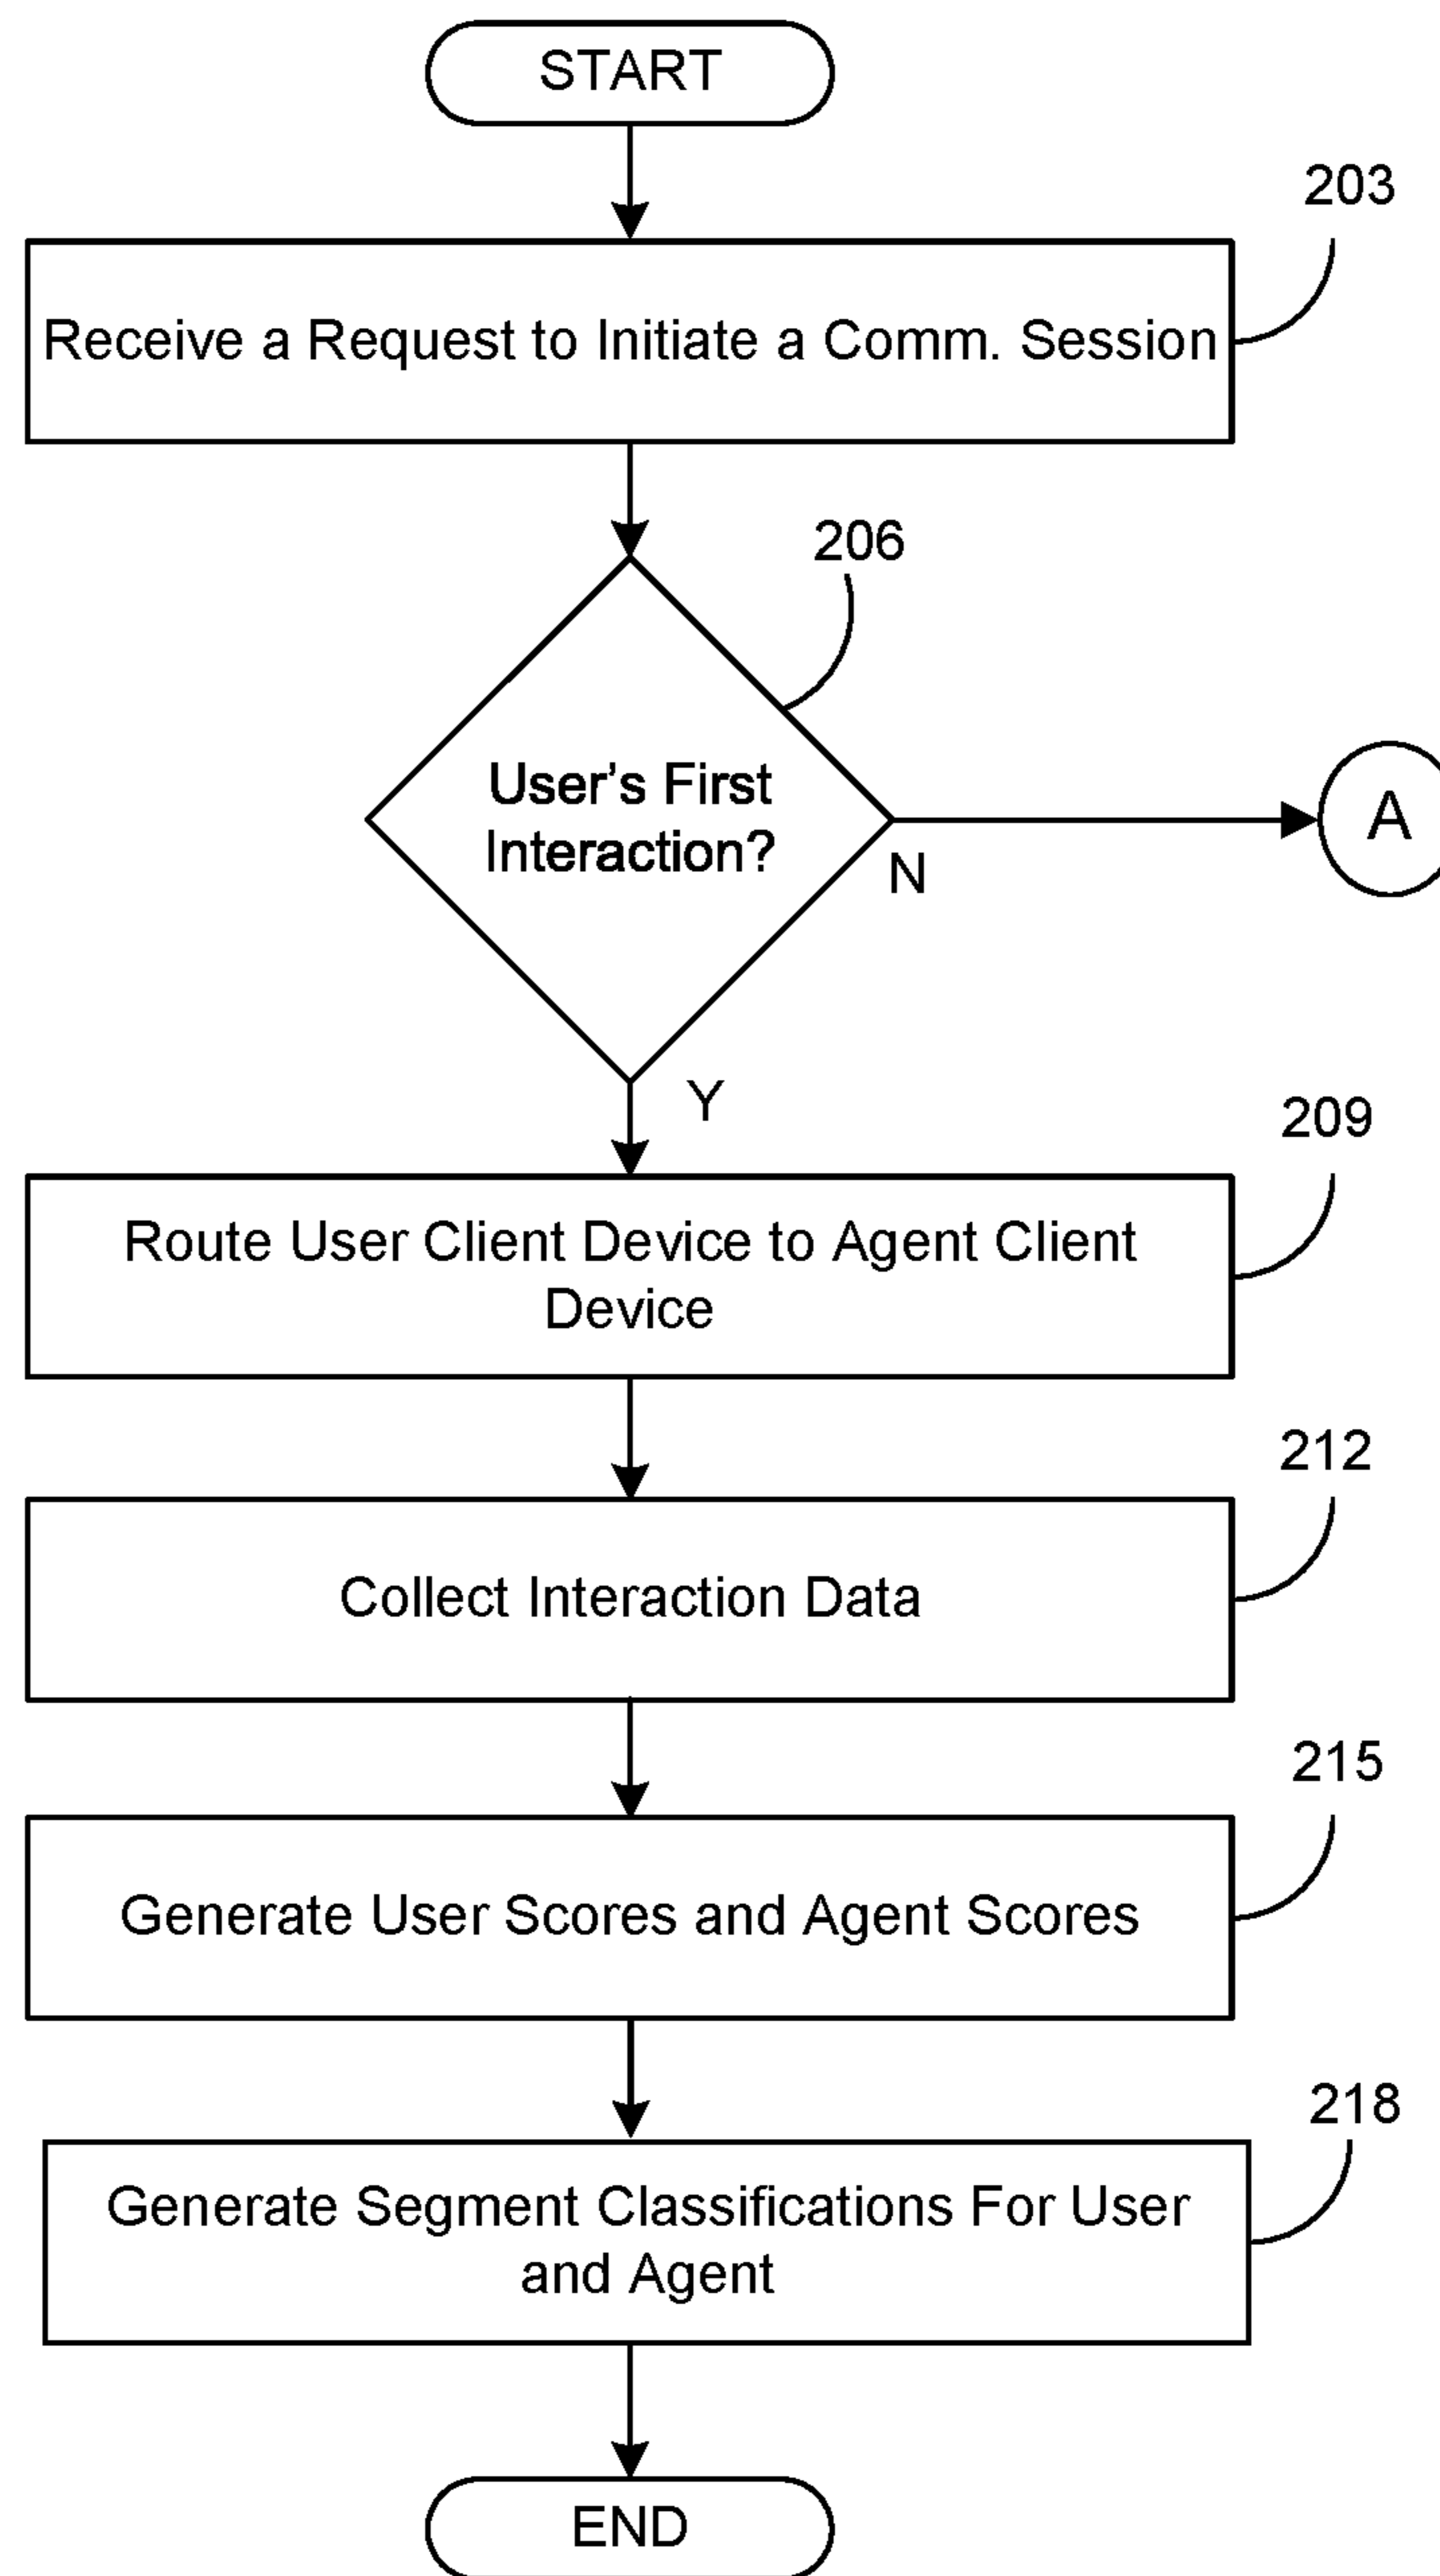 START
203
Receive a Request to Initiate a Comm. Session
206
User's First
Interaction?
A
N
Y
209
Route User Client Device to Agent Client
Device
212
Collect Interaction Data
215
Generate User Scores and Agent Scores
218
Generate Segment Classifications For User
and Agent
END